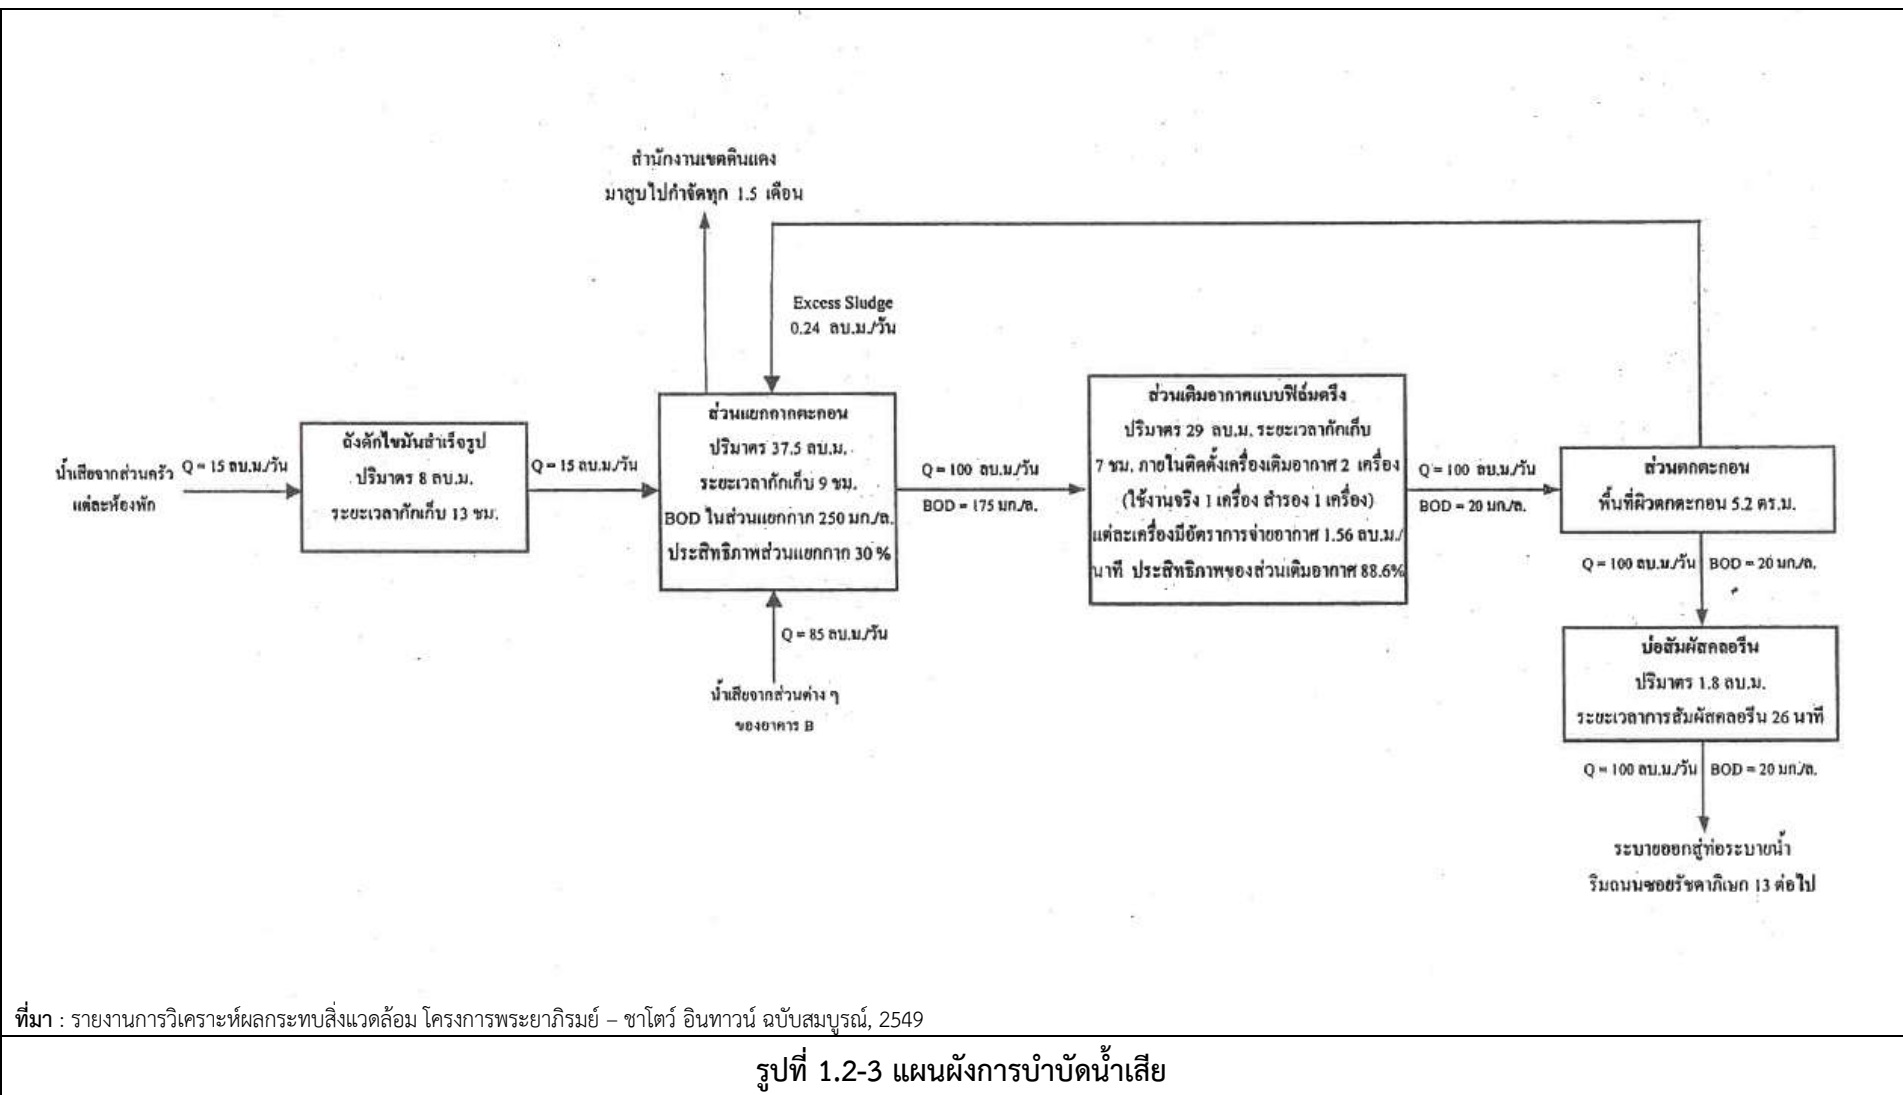 สำนักงานเขตดินแดง
มาสูบไปกำจัดทุก 1.5 เดือน
Excess Sludge
0.24 ลบ.ม./วัน
น้ำเสียจากส่วนครัว
แต่ละห้องพัก
Q = 15 ลบ.ม./วัน
ถังดักไขมันสำเร็จรูป
ปริมาตร 8 ลบ.ม.
ระยะเวลากักเก็บ 13 ชม.
Q = 15 ลบ.ม./วัน
ส่วนแยกกากตะกอน
ปริมาตร 37.5 ลบ.ม.
ระยะเวลากักเก็บ 9 ชม.
BOD ในส่วนแยกกาก 250 มก./ล.
ประสิทธิภาพส่วนแยกกาก 30 %
Q = 85 ลบ.ม./วัน
น้ำเสียจากส่วนต่าง ๆ
ของอาคาร B
Q = 100 ลบ.ม./วัน
BOD = 175 มก./ล.
ส่วนเติมอากาศแบบฟิล์มตรึง
ปริมาตร 29 ลบ.ม. ระยะเวลากักเก็บ
7 ชม. ภายในติดตั้งเครื่องเติมอากาศ 2 เครื่อง
(ใช้งานจริง 1 เครื่อง สำรอง 1 เครื่อง)
แต่ละเครื่องมีอัตราการจ่ายอากาศ 1.56 ลบ.ม./
นาที ประสิทธิภาพของส่วนเติมอากาศ 88.6%
Q = 100 ลบ.ม./วัน
BOD = 20 มก./ล.
ส่วนตกตะกอน
พื้นที่ผิวตกตะกอน 5.2 ตร.ม.
Q = 100 ลบ.ม./วัน BOD = 20 มก./ล.
บ่อสัมผัสคลอรีน
ปริมาตร 1.8 ลบ.ม.
ระยะเวลาการสัมผัสคลอรีน 26 นาที
Q = 100 ลบ.ม./วัน BOD = 20 มก./ล.
ระบายออกสู่ท่อระบายน้ำ
ริมถนนซอยรัชดาภิเษก 13 ต่อไป
ที่มา : รายงานการวิเคราะห์ผลกระทบสิ่งแวดล้อม โครงการพระยาภิรมย์ – ชาโตว์ อินทาวน์ ฉบับสมบูรณ์, 2549
รูปที่ 1.2-3 แผนผังการบำบัดน้ำเสีย